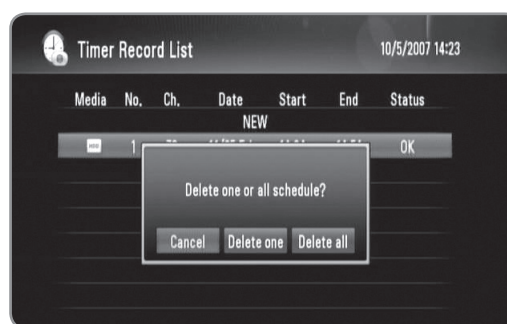 Timer Record List
10/5/2007 14:23
Media No. Ch. Date Start End Status
NEW
HDD 1 OK
Delete one or all schedule?
Cancel Delete one Delete all